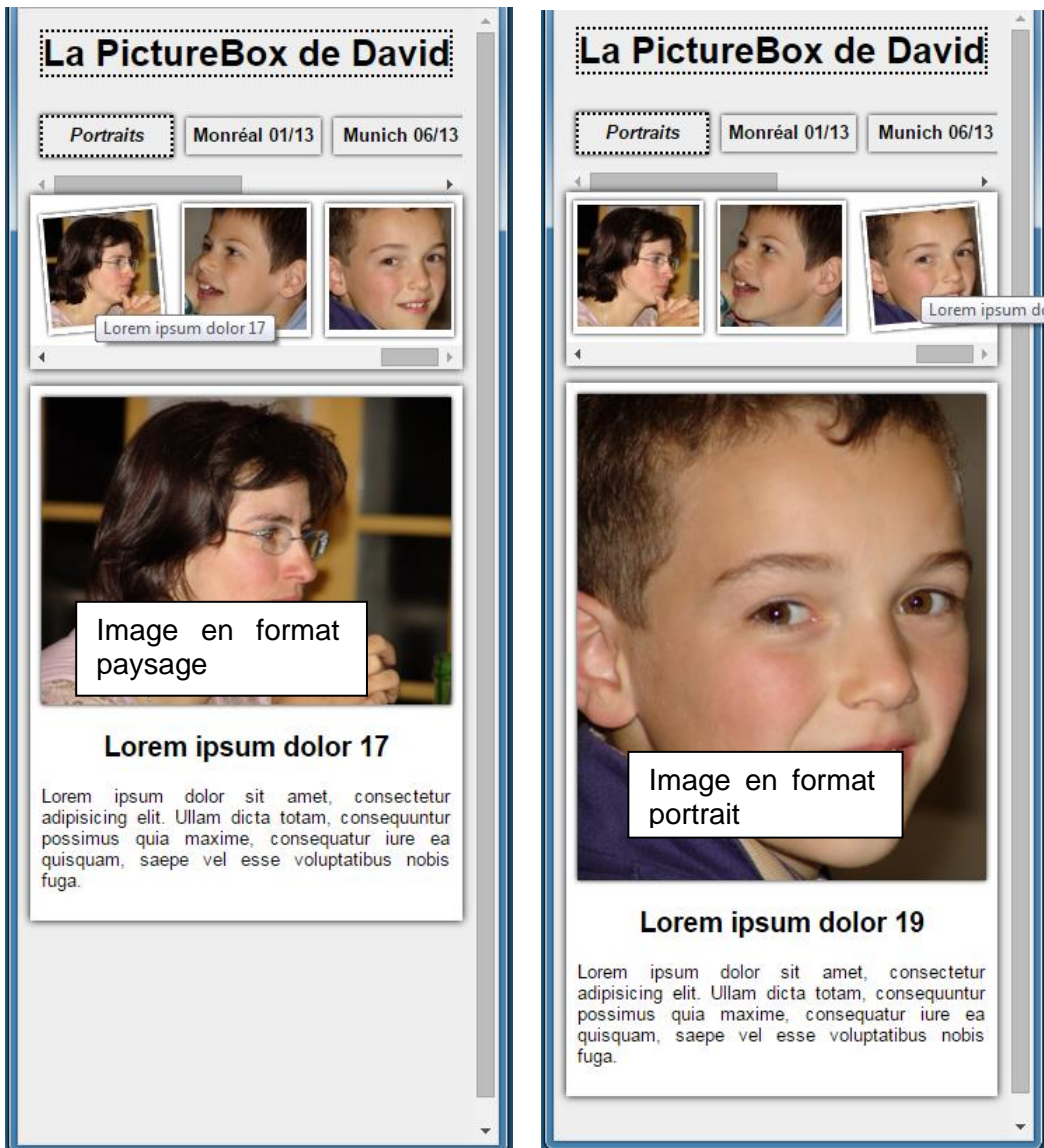 La PictureBox de David
Portraits Monréal 01/13 Munich 06/13
Lorem ipsum dolor 17
Image en format
paysage
Lorem ipsum dolor 17
Lorem ipsum dolor sit amet, consectetur
adipisicing elit. Ullam dicta totam, consequuntur
possimus quia maxime, consequatur iure ea
quisquam, saepe vel esse voluptatibus nobis
fuga.
La PictureBox de David
Portraits Monréal 01/13 Munich 06/13
Lorem ipsum do
Image en format
portrait
Lorem ipsum dolor 19
Lorem ipsum dolor sit amet, consectetur
adipisicing elit. Ullam dicta totam, consequuntur
possimus quia maxime, consequatur iure ea
quisquam, saepe vel esse voluptatibus nobis
fuga.